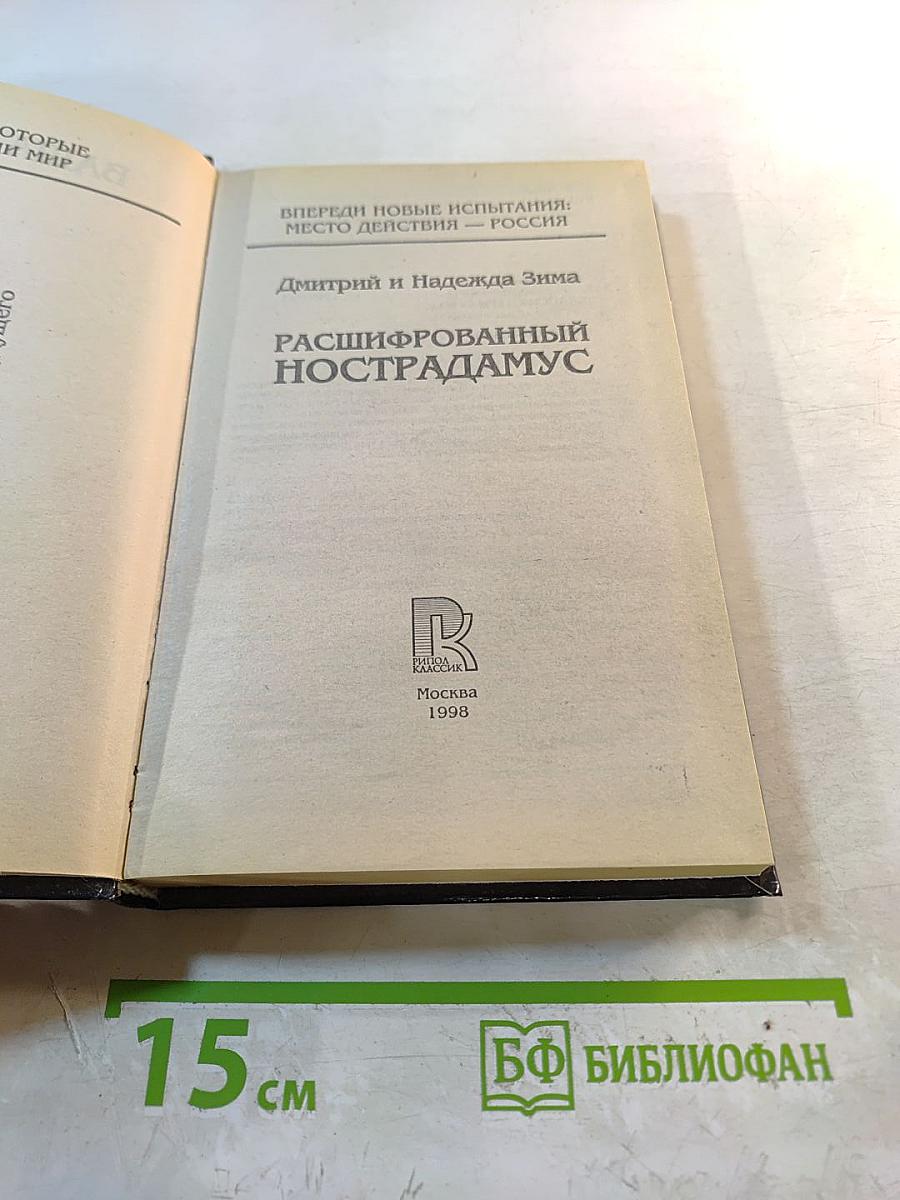 ОТОРЫЕ
И МИР
ущего
ВПЕРЕДИ НОВЫЕ ИСПЫТАНИЯ:
МЕСТО ДЕЙСТВИЯ — РОССИЯ
Дмитрий и Надежда Зима
РАСШИФРОВАННЫЙ
НОСТРАДАМУС
РИПОЛ
КЛАССИК
Москва
1998
15 см
БФ БИБЛИОФАН